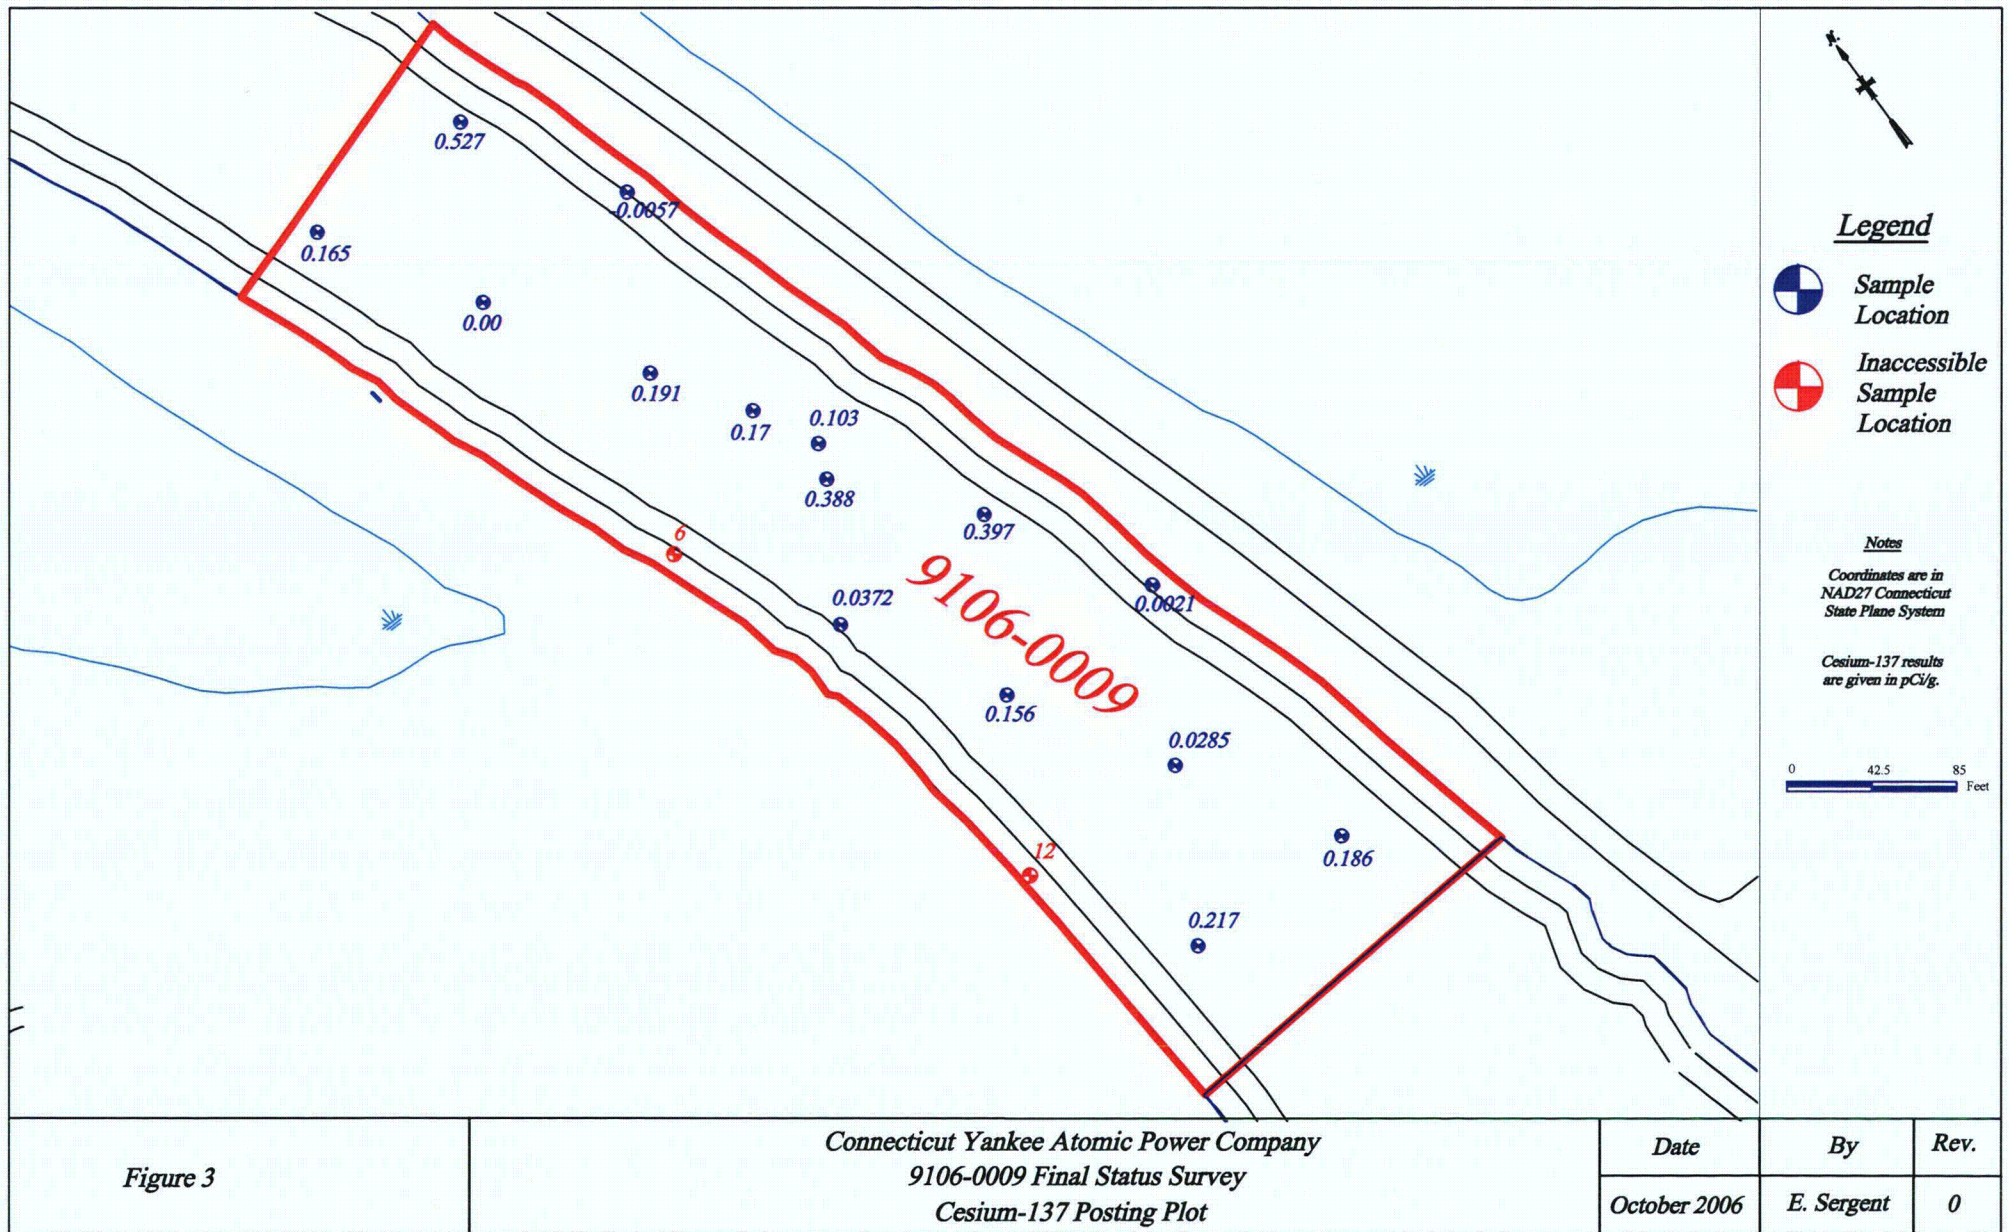 0.527
-0.0057
0.165
0.00
0.191
0.17
0.103
0.388
0.397
6
0.0372
9106-0009
0.0021
0.156
0.0285
12
0.186
0.217
N
Legend
Sample
Location
Inaccessible
Sample
Location
Notes
Coordinates are in
NAD27 Connecticut
State Plane System
Cesium-137 results
are given in pCi/g.
0 42.5 85
Feet
Figure 3
Connecticut Yankee Atomic Power Company
9106-0009 Final Status Survey
Cesium-137 Posting Plot
Date
October 2006
By
E. Sergent
Rev.
0